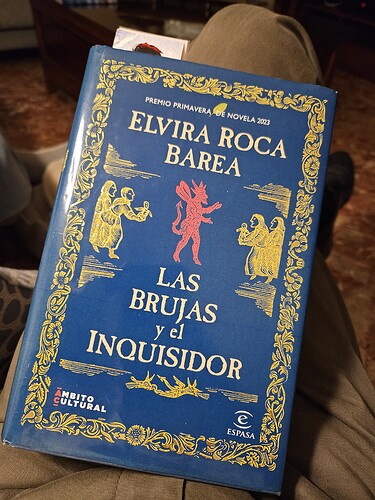 PREMIO PRIMAVERA DE NOVELA 2023
ELVIRA ROCA
BAREA
LAS
BRUJAS
y el
INQUISIDOR
ÁMBITO
CULTURAL
e
ESPASA